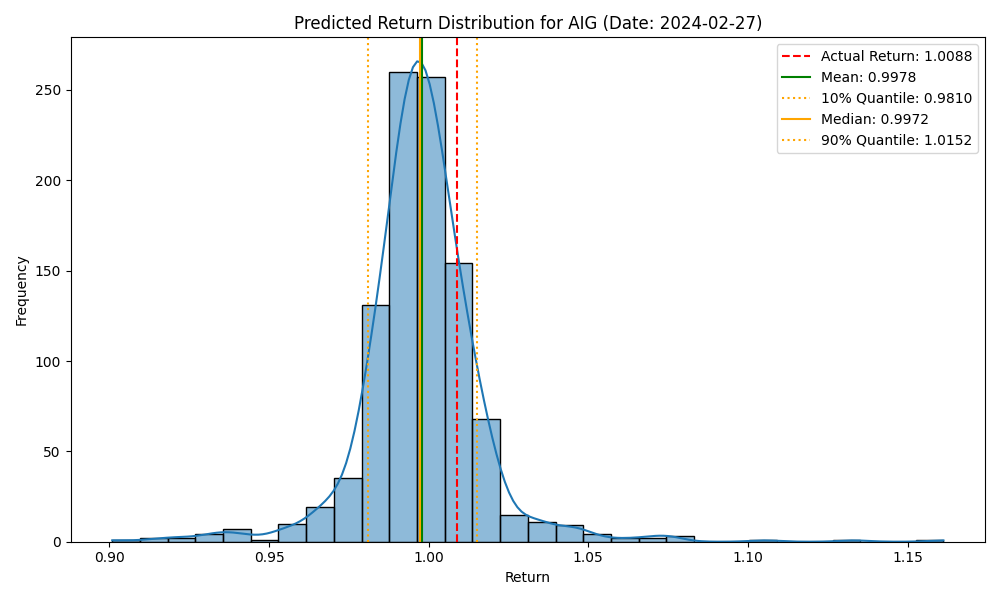 Predicted Return Distribution for AIG (Date: 2024-02-27)
Actual Return: 1.0088
Mean: 0.9978
10% Quantile: 0.9810
Median: 0.9972
90% Quantile: 1.0152
Frequency
250
200
150
100
50
0
0.90 0.95 1.00 1.05 1.10 1.15
Return